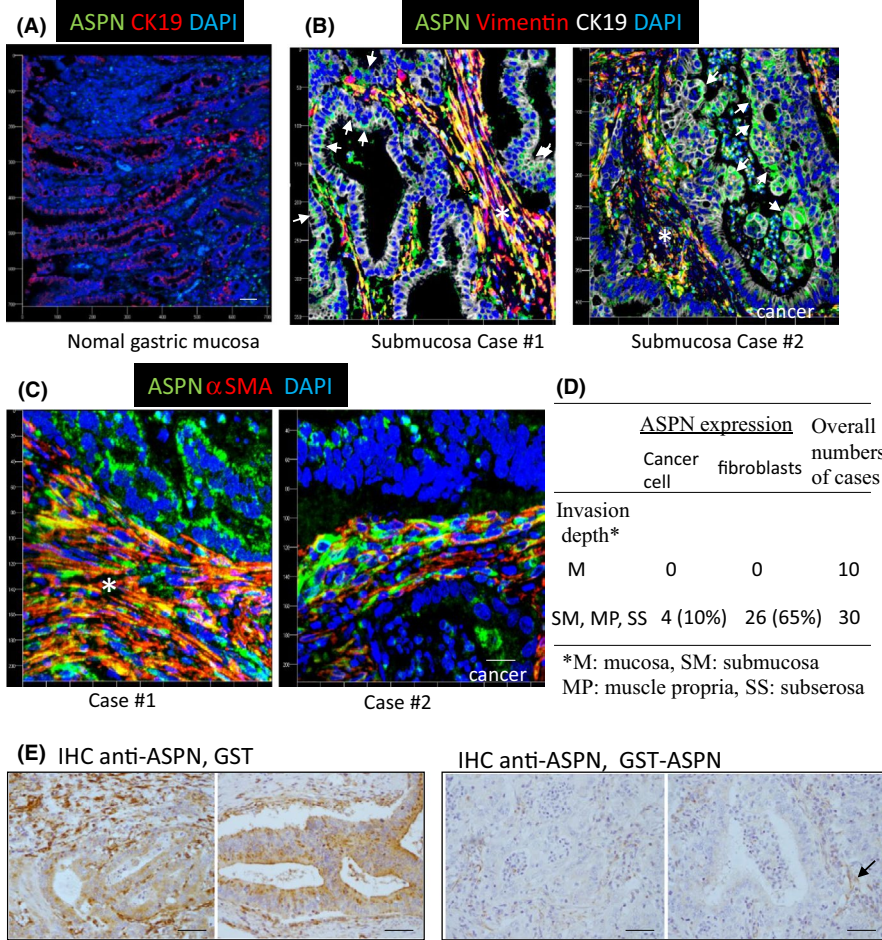 (A) ASPN CK19 DAPI
(B) ASPN Vimentin CK19 DAPI
Nomal gastric mucosa
cancer
Submucosa Case #1
Submucosa Case #2
*
*
(C) ASPN αSMA DAPI
*
cancer
Case #1
Case #2
(D)
ASPN expression
Overall numbers of cases
Cancer cell
fibroblasts
Invasion depth*
M 0 0 10
SM, MP, SS 4 (10%) 26 (65%) 30
*M: mucosa, SM: submucosa
MP: muscle propria, SS: subserosa
(E) IHC anti-ASPN, GST
IHC anti-ASPN, GST-ASPN